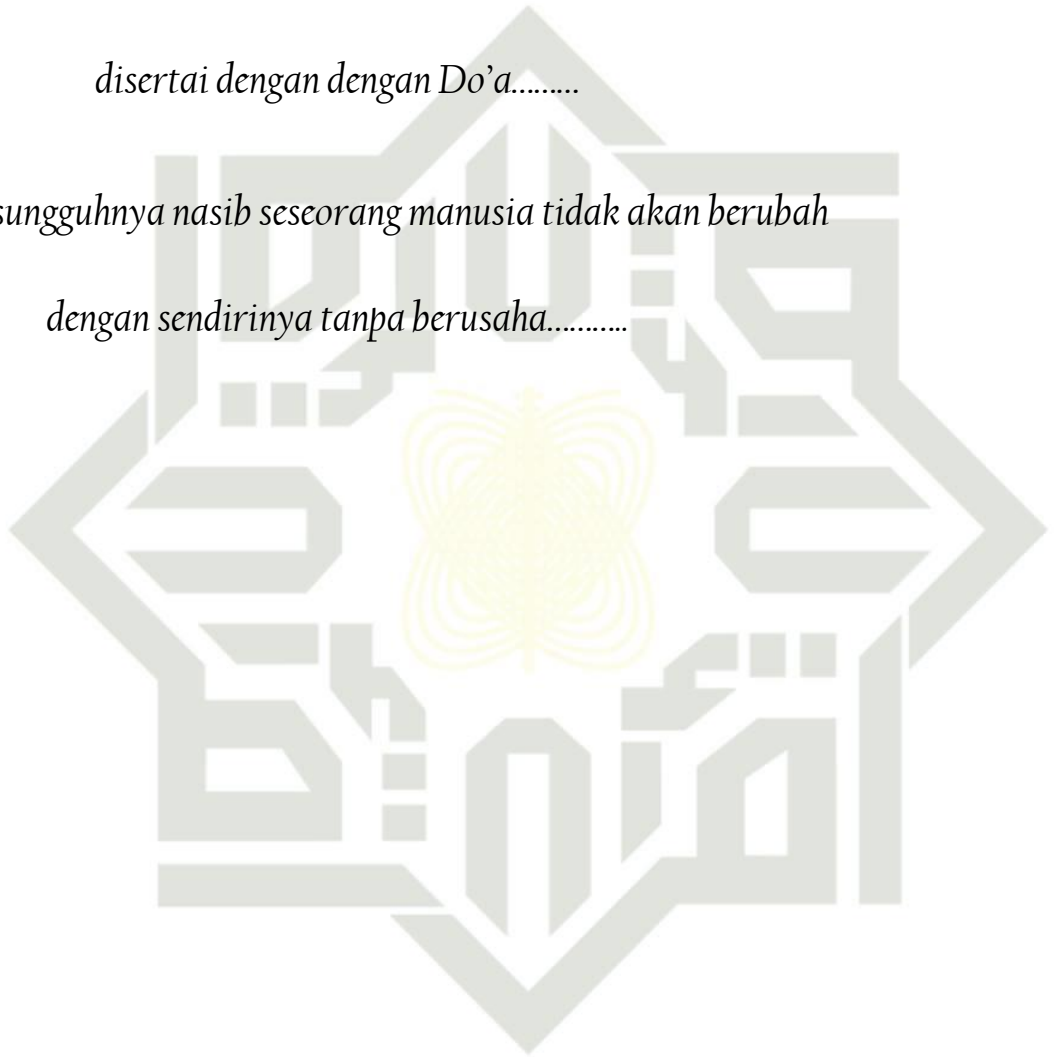 disertai dengan dengan Do’a.........
sungguhnya nasib seseorang manusia tidak akan berubah
dengan sendirinya tanpa berusaha...........